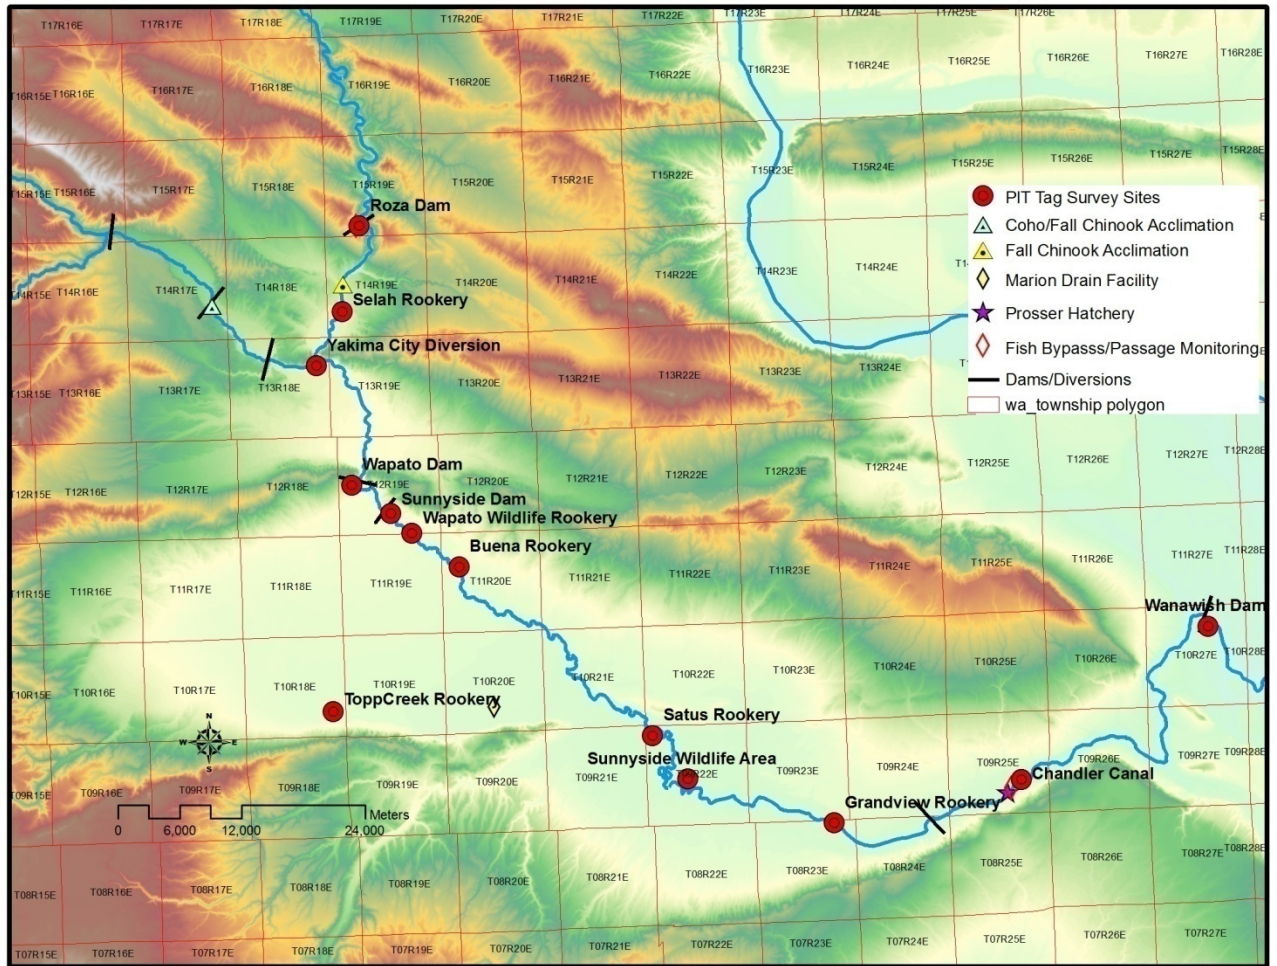 T17R16E T17R19E T17R20E T17R21E T17R22E T17R23E T17R24E T17R25E T17R26E
T16R15E T16R16E T16R17E T16R18E T16R19E T16R20E T16R21E T16R22E T16R23E T16R24E T16R25E T16R26E T16R27E T16R28E
T15R15E T15R16E T15R17E T15R18E T15R19E T15R20E T15R21E T15R22E T15R23E T15R24E T15R25E T15R26E T15R27E T15R28E
Roza Dam
PIT Tag Survey Sites
Coho/Fall Chinook Acclimation
Fall Chinook Acclimation
Marion Drain Facility
Prosser Hatchery
Fish Bypasss/Passage Monitoring
Dams/Diversions
wa_township polygon
T14R15E T14R16E T14R17E T14R18E T14R19E T14R20E T14R21E T14R22E T14R23E T14R24E T14
Selah Rookery
Yakima City Diversion
T13R15E T13R16E T13R17E T13R18E T13R19E T13R20E T13R21E T13R22E T13R23E T13R24E T1
Wapato Dam
T12R15E T12R16E T12R17E T12R18E T12R19E T12R20E T12R21E T12R22E T12R23E T12R24E T12R25E T12R26E T12R27E T12R28E
Sunnyside Dam
Wapato Wildlife Rookery
Buena Rookery
T11R15E T11R16E T11R17E T11R18E T11R19E T11R20E T11R21E T11R22E T11R23E T11R24E T11R25E T11R26E T11R27E T11R28E
Wanawish Dam
T10R15E T10R16E T10R17E T10R18E T10R19E T10R20E T10R21E T10R22E T10R23E T10R24E T10R25E T10R26E T10R27E T10R28E
ToppCreek Rookery
Satus Rookery
N
W E
S
Sunnyside Wildlife Area
Chandler Canal
T09R15E T09R16E T09R17E T09R18E T09R19E T09R20E T09R21E R22E T09R23E T09R24E T09R25E T09R26E T09R27E T09R28E
Grandview Rookery
Meters
0 6,000 12,000 24,000
T08R15E T08R16E T08R17E T08R18E T08R19E T08R20E T08R21E T08R22E T08R23E T08R24E T08R25E T08R26E T08R27E T08R28E
T07R15E T07R16E T07R17E T07R18E T07R19E T07R20E T07R21E T07R22E T07R23E T07R24E T07R25E T07R26E T07R27E